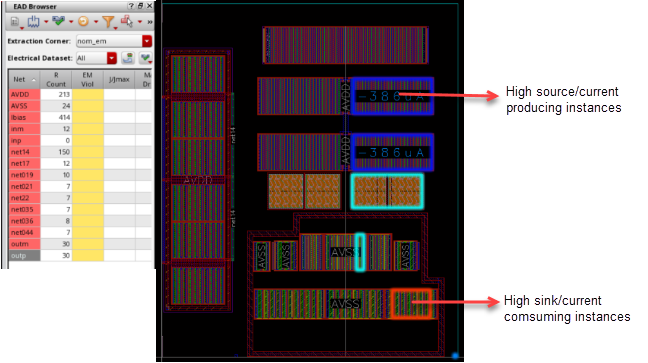 EAD Browser
Extraction Corner: nom_em
Electrical Dataset: All
Net R Count EM Viol J/Jmax Ma Dr
AVDD 213
AVSS 24
Ibias 414
inm 12
inp 0
net14 150
net17 12
net019 10
net021 7
net22 7
net035 7
net036 8
net044 7
outm 30
outp 30
AVDD
-386uA
High source/current
producing instances
AVDD
-386uA
net14
AVDD
net14
AVSS
AVSS
AVSS
AVSS
AVSS
High sink/current
comsuming instances